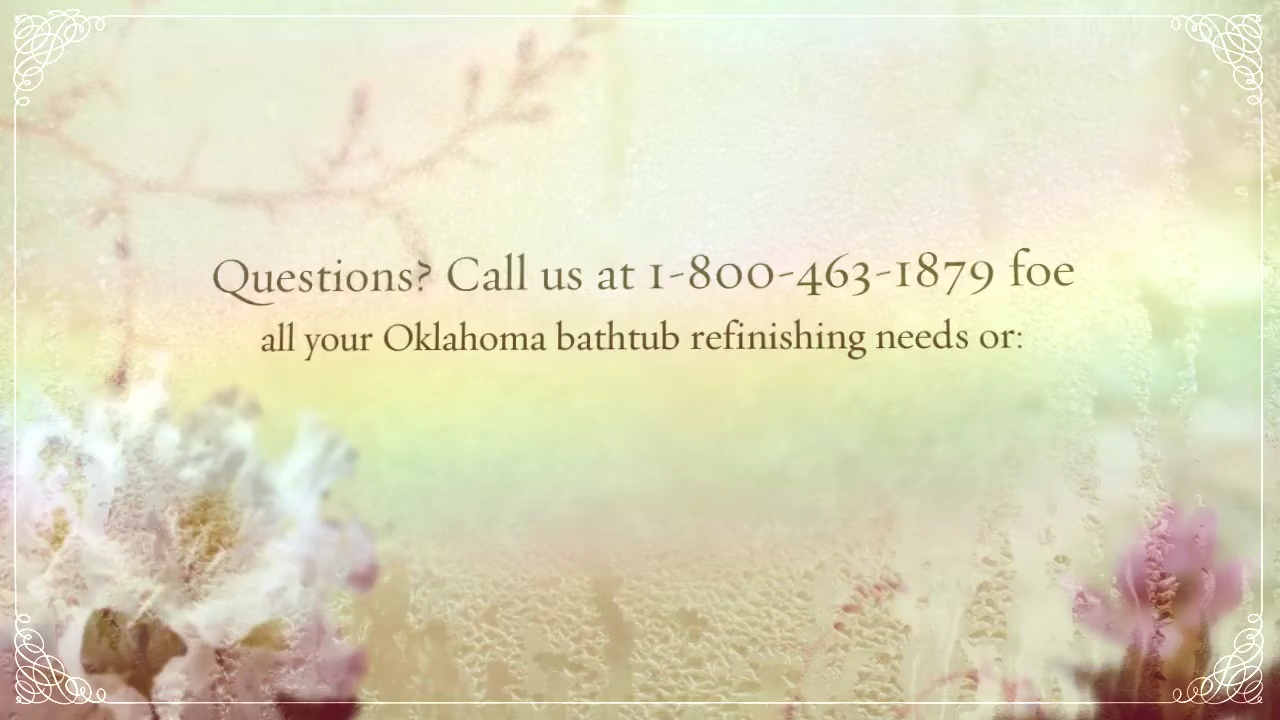 Questions? Call us at 1-800-463-1879 foe
all your Oklahoma bathtub refinishing needs or: